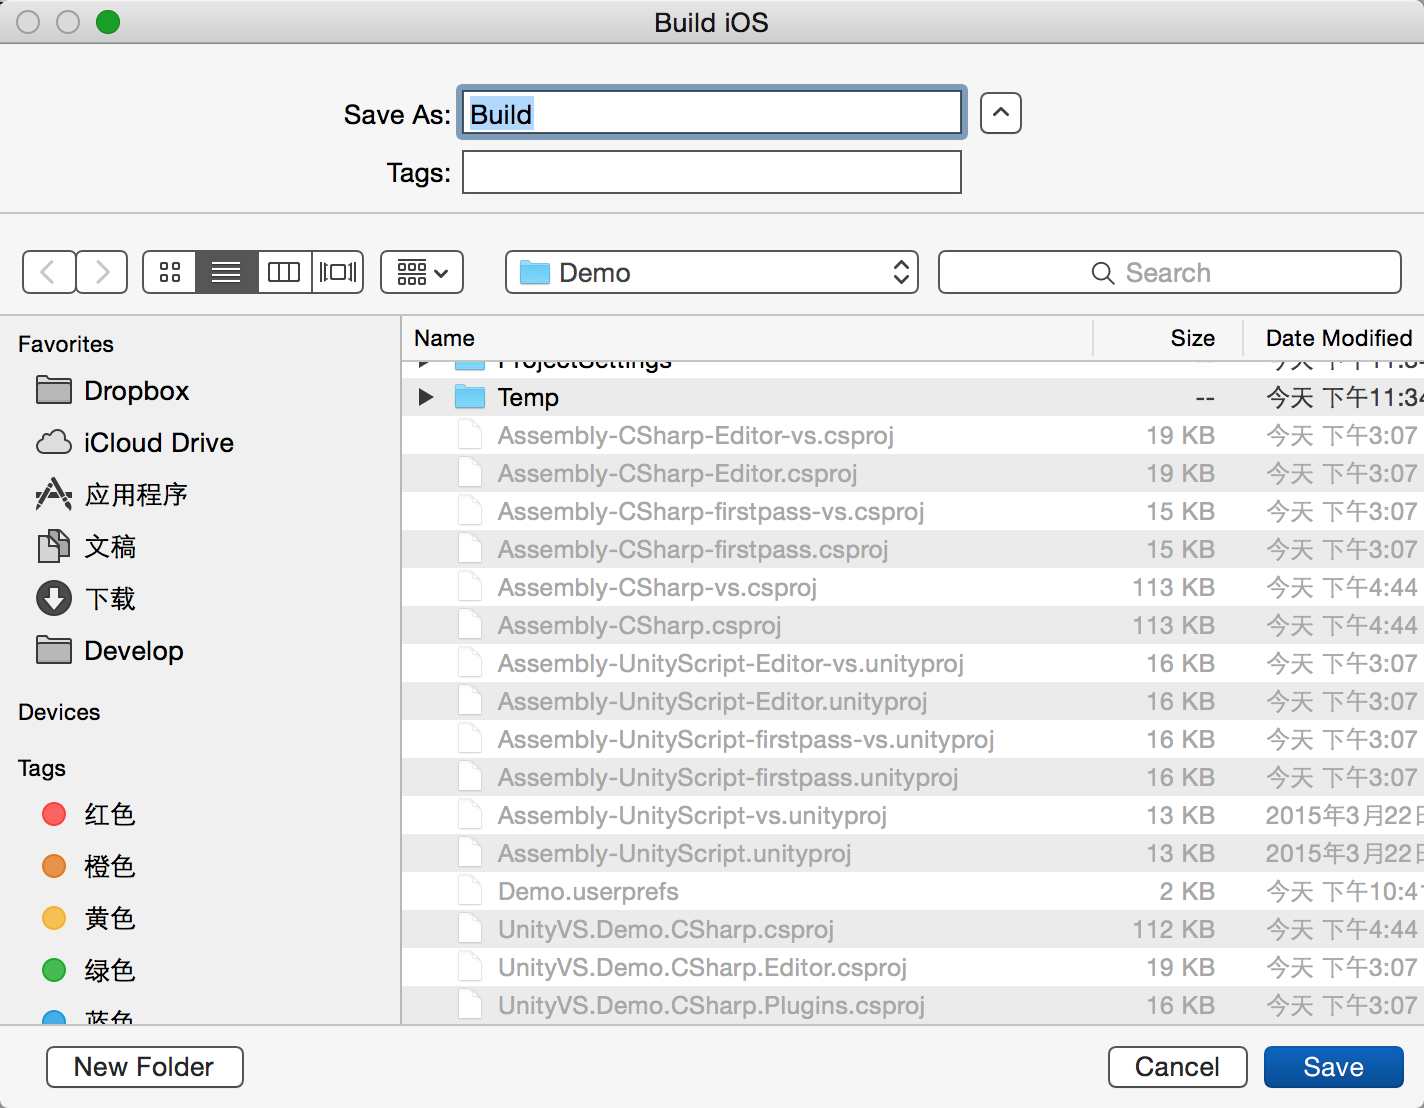 Build iOS
Save As: Build
Tags:
Demo
Search
Favorites
Dropbox
iCloud Drive
应用程序
文稿
下载
Develop
Devices
Tags
红色
橙色
黄色
绿色
蓝色
Name Size Date Modified
ProjectSettings --
Temp -- 今天 下午11:34
Assembly-CSharp-Editor-vs.csproj 19 KB 今天 下午3:07
Assembly-CSharp-Editor.csproj 19 KB 今天 下午3:07
Assembly-CSharp-firstpass-vs.csproj 15 KB 今天 下午3:07
Assembly-CSharp-firstpass.csproj 15 KB 今天 下午3:07
Assembly-CSharp-vs.csproj 113 KB 今天 下午4:44
Assembly-CSharp.csproj 113 KB 今天 下午4:44
Assembly-UnityScript-Editor-vs.unityproj 16 KB 今天 下午3:07
Assembly-UnityScript-Editor.unityproj 16 KB 今天 下午3:07
Assembly-UnityScript-firstpass-vs.unityproj 16 KB 今天 下午3:07
Assembly-UnityScript-firstpass.unityproj 16 KB 今天 下午3:07
Assembly-UnityScript-vs.unityproj 13 KB 2015年3月22日
Assembly-UnityScript.unityproj 13 KB 2015年3月22日
Demo.userprefs 2 KB 今天 下午10:41
UnityVS.Demo.CSharp.csproj 112 KB 今天 下午4:44
UnityVS.Demo.CSharp.Editor.csproj 19 KB 今天 下午3:07
UnityVS.Demo.CSharp.Plugins.csproj 16 KB 今天 下午3:07
New Folder Cancel Save